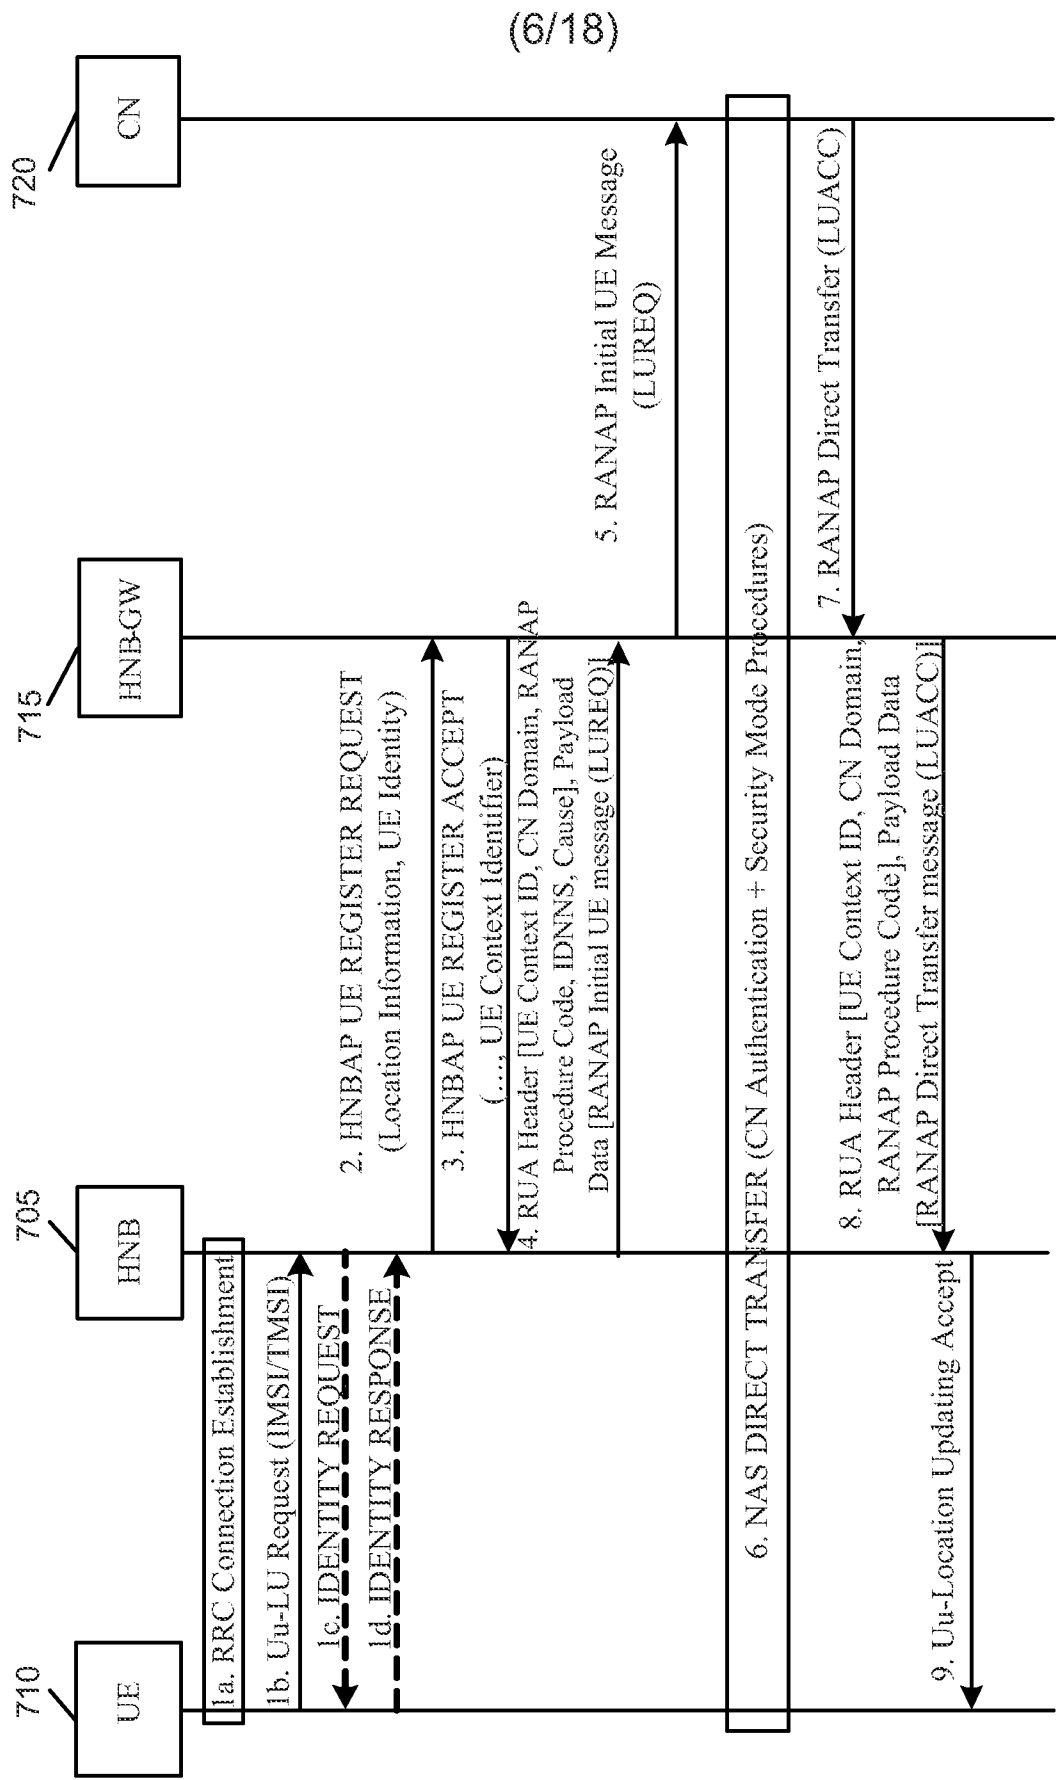 (6/18)
710
705
715
720
UE
HNB
HNB-GW
CN
1a. RRC Connection Establishment
1b. Uu-LU Request (IMSI/TMSI)
1c. IDENTITY REQUEST
1d. IDENTITY RESPONSE
2. HNBAP UE REGISTER REQUEST
(Location Information, UE Identity)
3. HNBAP UE REGISTER ACCEPT
(...., UE Context Identifier)
4. RUA Header [UE Context ID, CN Domain, RANAP
Procedure Code, IDNNS, Cause], Payload
Data [RANAP Initial UE message (LUREQ)]
5. RANAP Initial UE Message
(LUREQ)
6. NAS DIRECT TRANSFER (CN Authentication + Security Mode Procedures)
7. RANAP Direct Transfer (LUACC)
8. RUA Header [UE Context ID, CN Domain,
RANAP Procedure Code], Payload Data
[RANAP Direct Transfer message (LUACC)]
9. Uu-Location Updating Accept